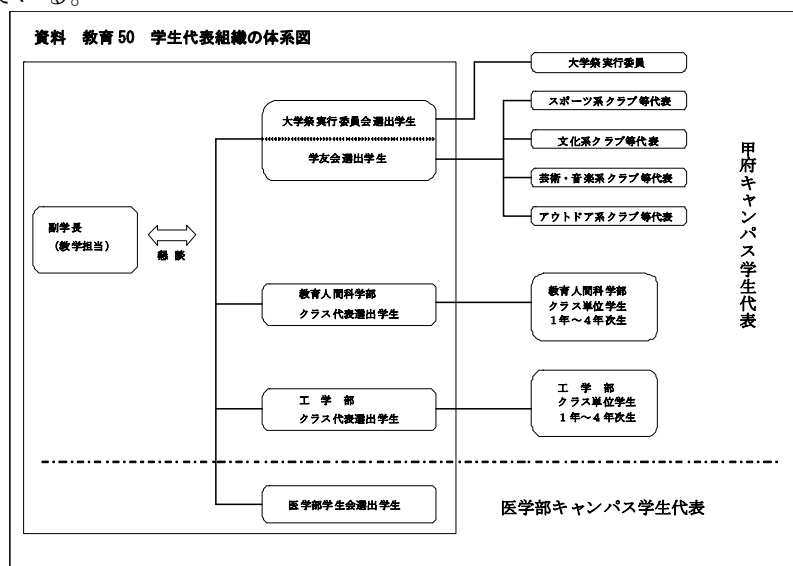 資料 教育50 学生代表組織の体系図
大学祭実行委員
大学祭実行委員会選出学生
学友会選出学生
スポーツ系クラブ等代表
文化系クラブ等代表
芸術・音楽系クラブ等代表
アウトドア系クラブ等代表
副学長
(教学担当)
懇談
教育人間科学部
クラス代表選出学生
教育人間科学部
クラス単位学生
1年~4年次生
工 学 部
クラス代表選出学生
工 学 部
クラス単位学生
1年~4年次生
甲府キャンパス学生代表
医学部学生会選出学生
医学部キャンパス学生代表